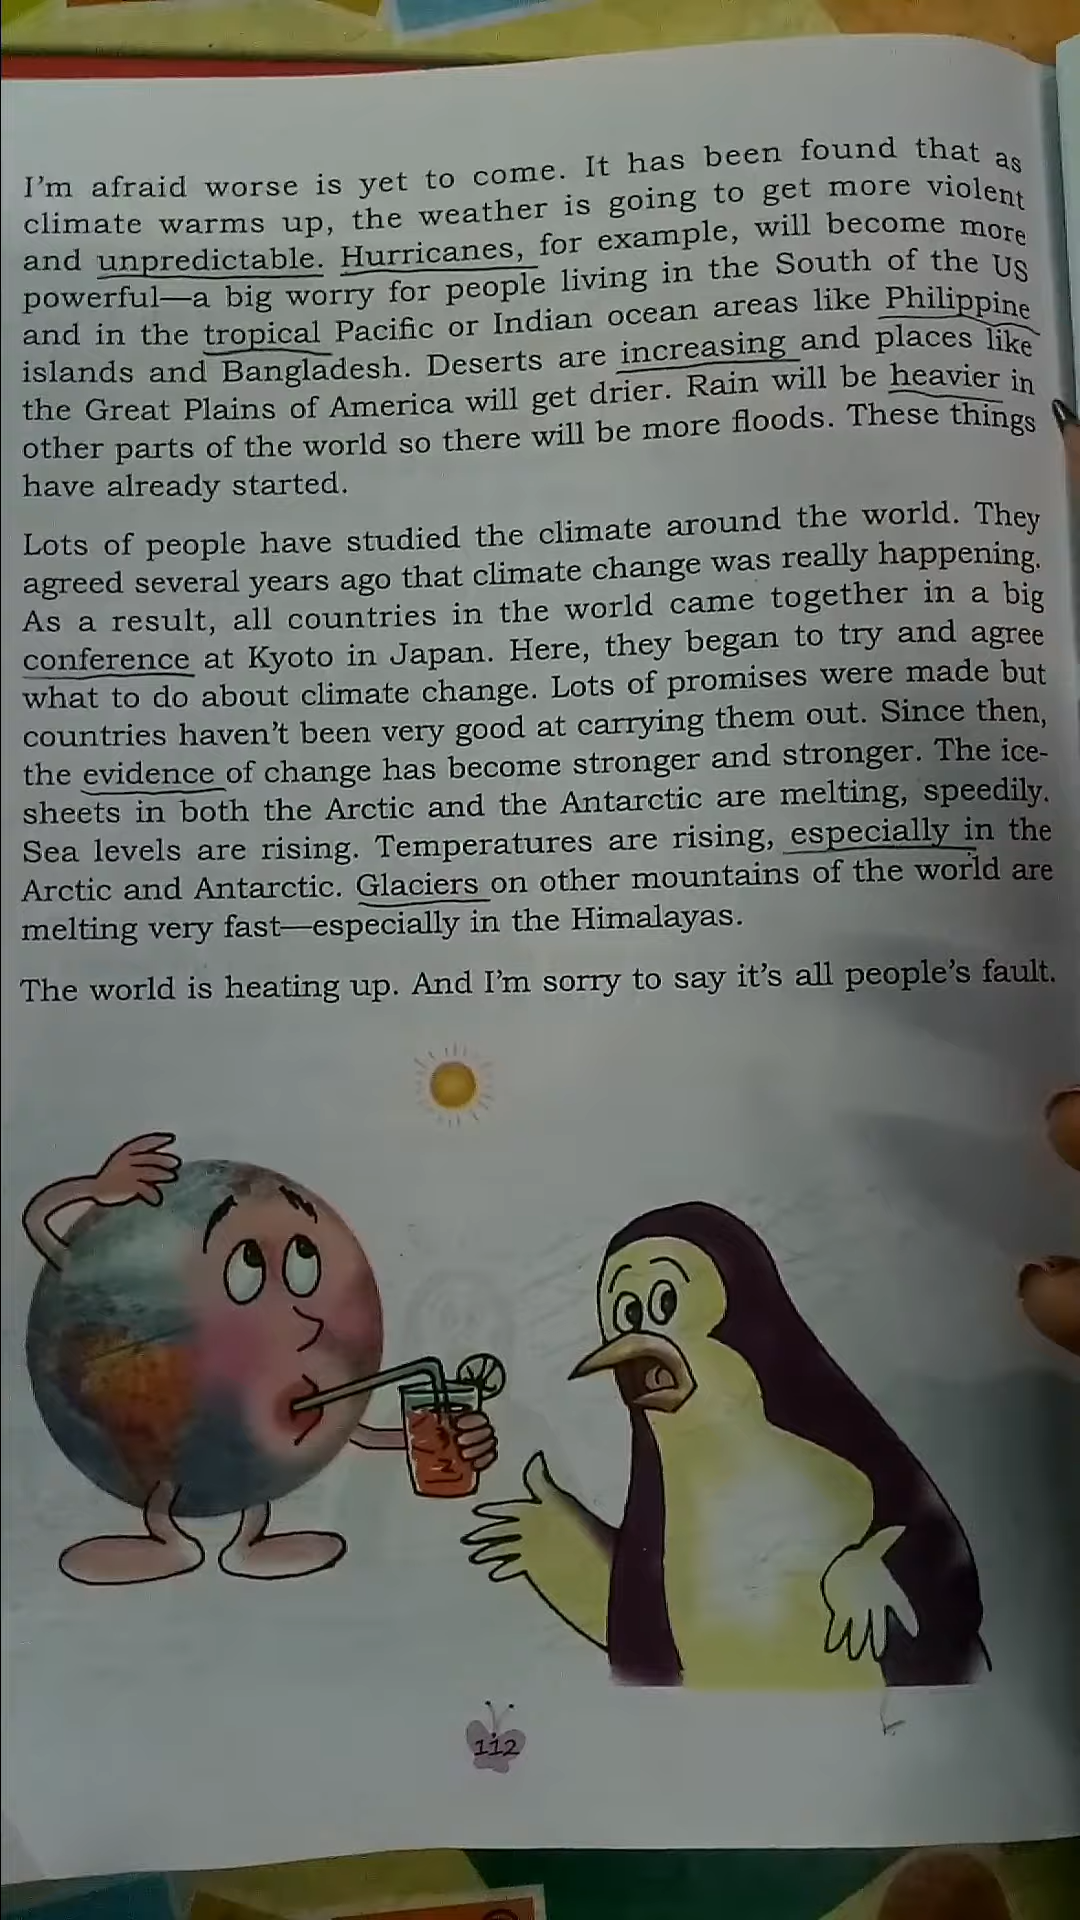 I'm afraid worse is yet to come. It has been found that as
climate warms up, the weather is going to get more violent
and unpredictable. Hurricanes, for example, will become more
powerful—a big worry for people living in the South of the US
and in the tropical Pacific or Indian ocean areas like Philippine
islands and Bangladesh. Deserts are increasing and places like
the Great Plains of America will get drier. Rain will be heavier in
other parts of the world so there will be more floods. These things
have already started.
Lots of people have studied the climate around the world. They
agreed several years ago that climate change was really happening.
As a result, all countries in the world came together in a big
conference at Kyoto in Japan. Here, they began to try and agree
what to do about climate change. Lots of promises were made but
countries haven't been very good at carrying them out. Since then,
the evidence of change has become stronger and stronger. The ice-
sheets in both the Arctic and the Antarctic are melting, speedily.
Sea levels are rising. Temperatures are rising, especially in the
Arctic and Antarctic. Glaciers on other mountains of the world are
melting very fast—especially in the Himalayas.
The world is heating up. And I'm sorry to say it's all people's fault.
112